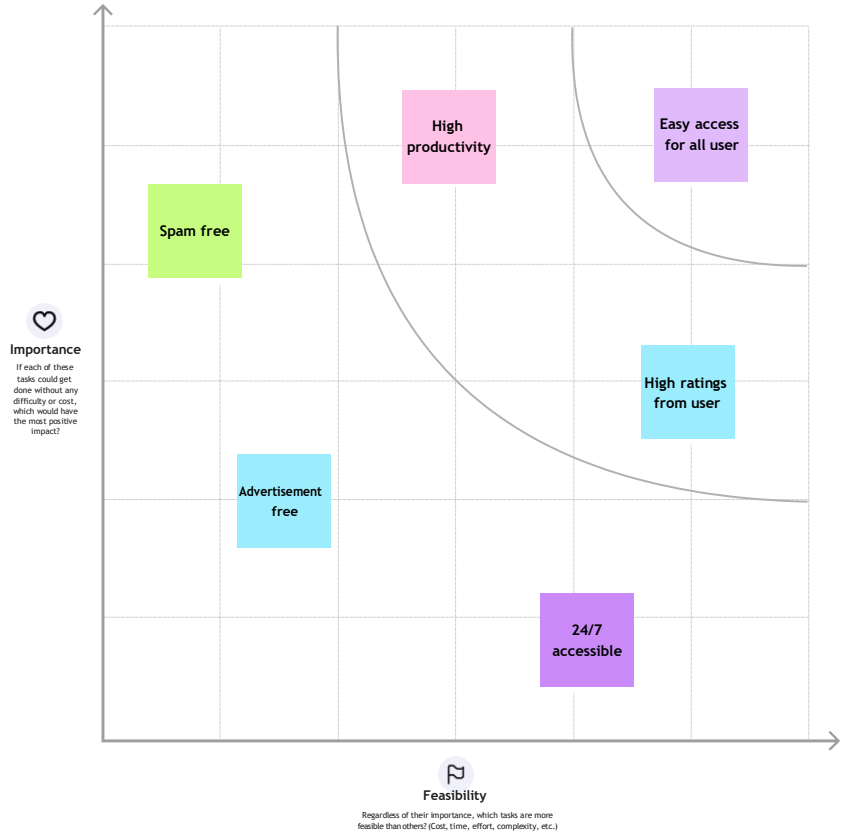 High
productivity
Easy access
for all user
Spam free
Importance
If each of these
tasks could get
done without any
difficulty or cost,
which would have
the most positive
impact?
High ratings
from user
Advertisement
free
24/7
accessible
Feasibility
Regardless of their importance, which tasks are more
feasible than others? (Cost, time, effort, complexity, etc.)